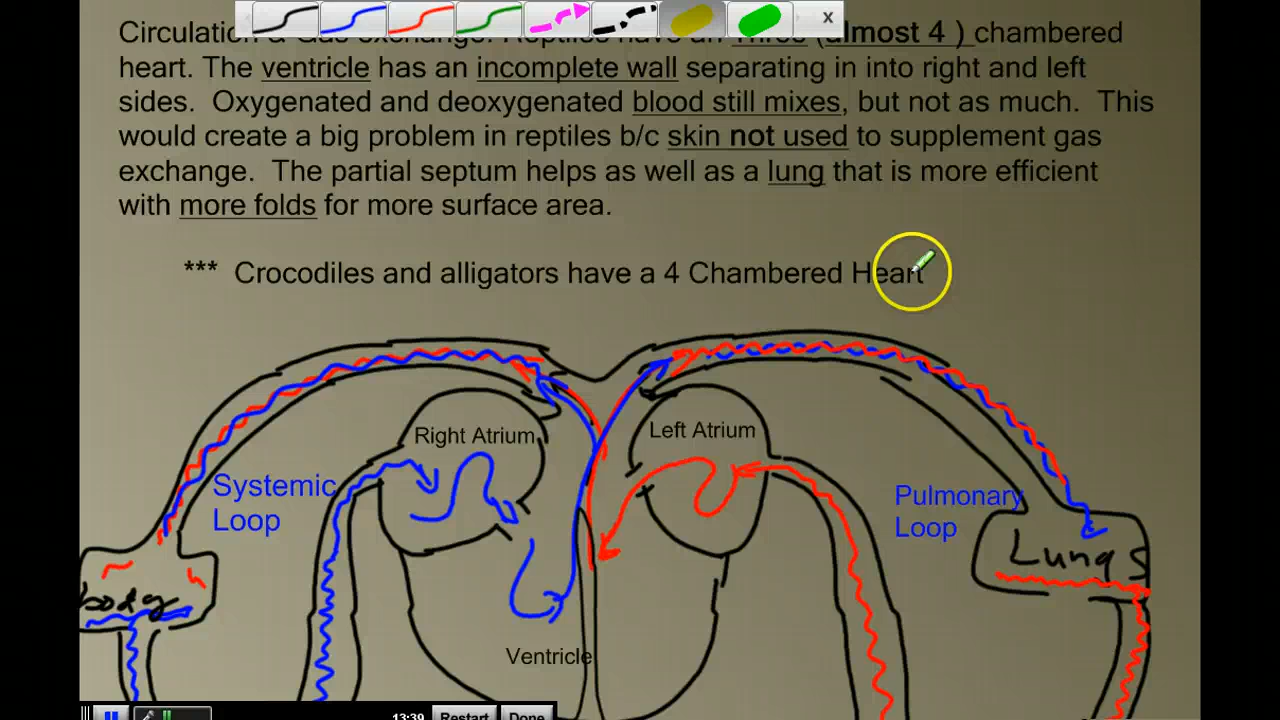 Circulation & Gas exchange: Reptiles have an Three (almost 4 ) chambered
heart. The ventricle has an incomplete wall separating in into right and left
sides. Oxygenated and deoxygenated blood still mixes, but not as much. This
would create a big problem in reptiles b/c skin not used to supplement gas
exchange. The partial septum helps as well as a lung that is more efficient
with more folds for more surface area.
*** Crocodiles and alligators have a 4 Chambered Heart
Right Atrium
Left Atrium
Systemic
Loop
Pulmonary
Loop
Lungs
body
Ventricle
13:39 Restart Done
x